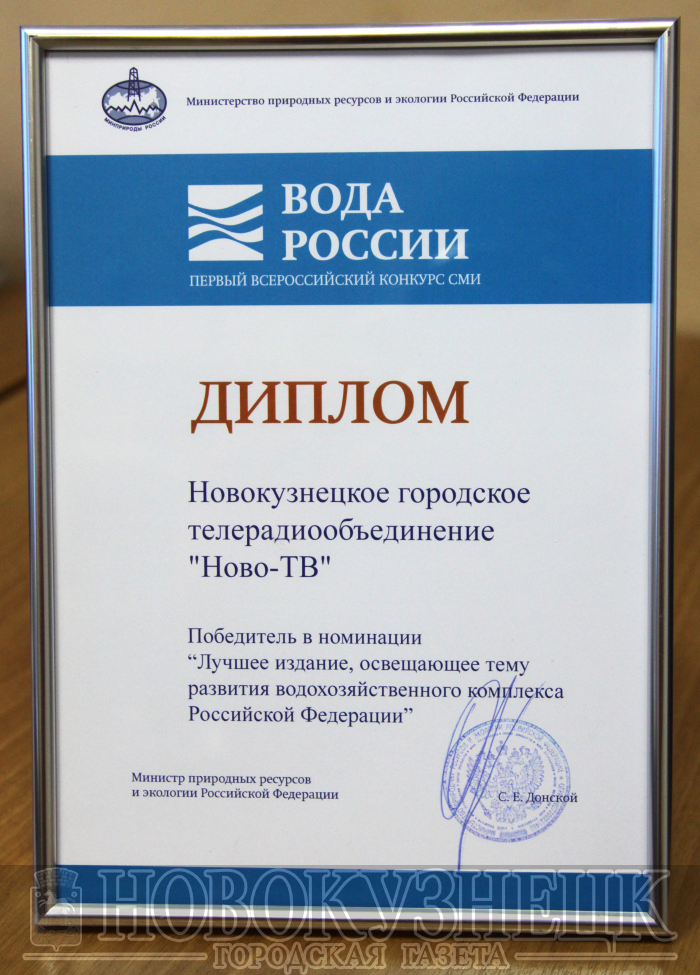 МИНПРИРОДЫ РОССИИ
Министерство природных ресурсов и экологии Российской Федерации
ВОДА
РОССИИ
ПЕРВЫЙ ВСЕРОССИЙСКИЙ КОНКУРС СМИ
ДИПЛОМ
Новокузнецкое городское
телерадиообъединение
"Ново-ТВ"
Победитель в номинации
“Лучшее издание, освещающее тему
развития водохозяйственного комплекса
Российской Федерации”
Министр природных ресурсов
и экологии Российской Федерации
С. Е. Донской
НОВОКУЗНЕЦК
ГОРОДСКАЯ ГАЗЕТА